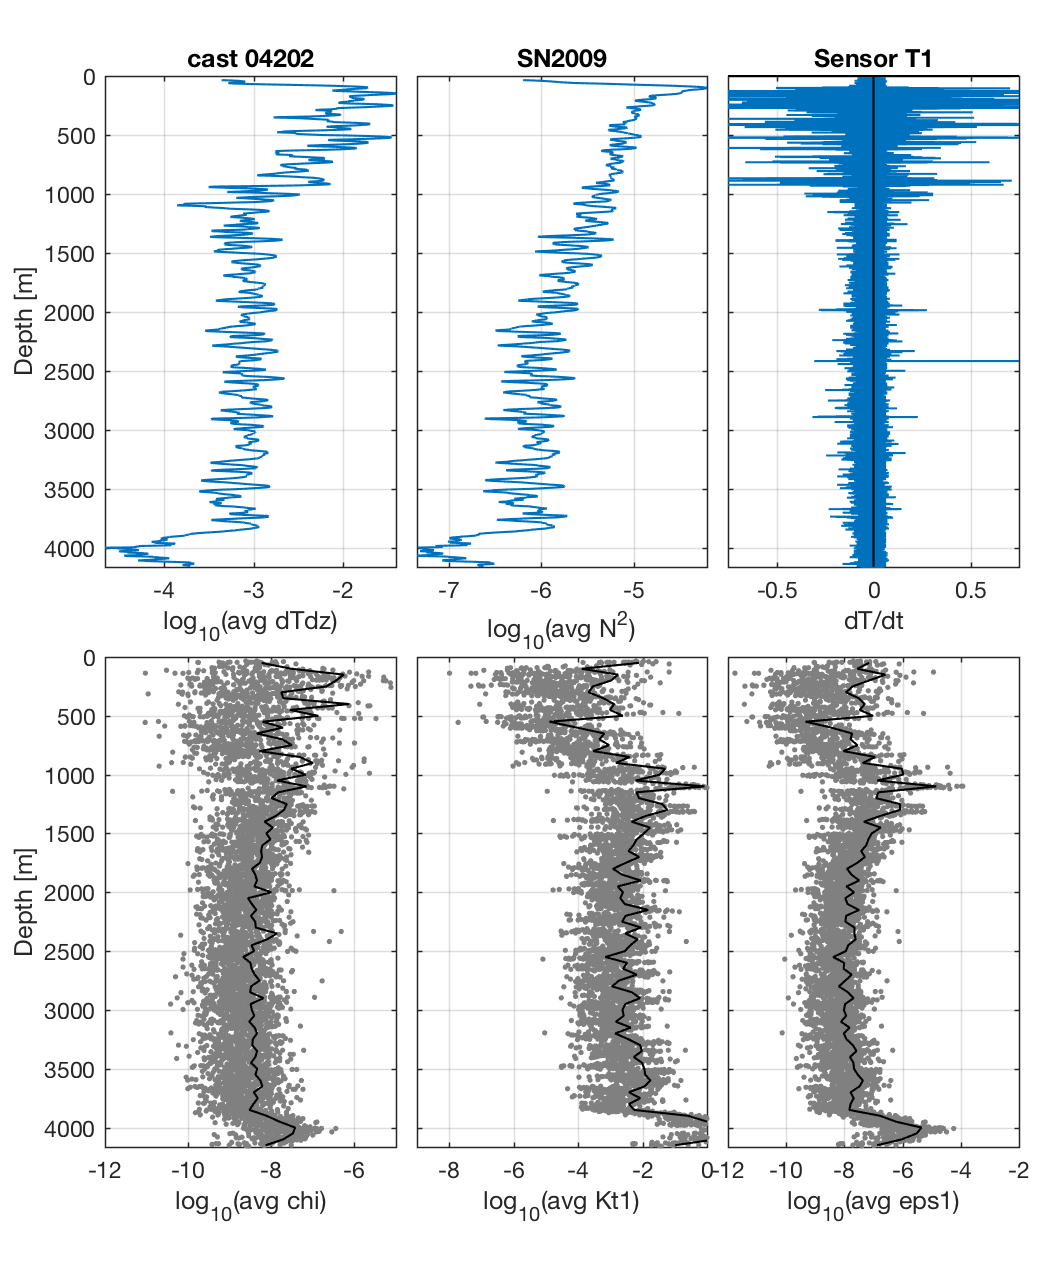 cast 04202 SN2009 Sensor T1
0
500
1000
1500
2000
2500
3000
3500
4000
Depth [m]
-4 -3 -2 -7 -6 -5 -0.5 0 0.5
log10(avg dTdz) log10(avg N2) dT/dt
0
500
1000
1500
2000
2500
3000
3500
4000
Depth [m]
-12 -10 -8 -6 -8 -6 -4 -2 0 -12 -10 -8 -6 -4 -2
log10(avg chi) log10(avg Kt1) log10(avg eps1)